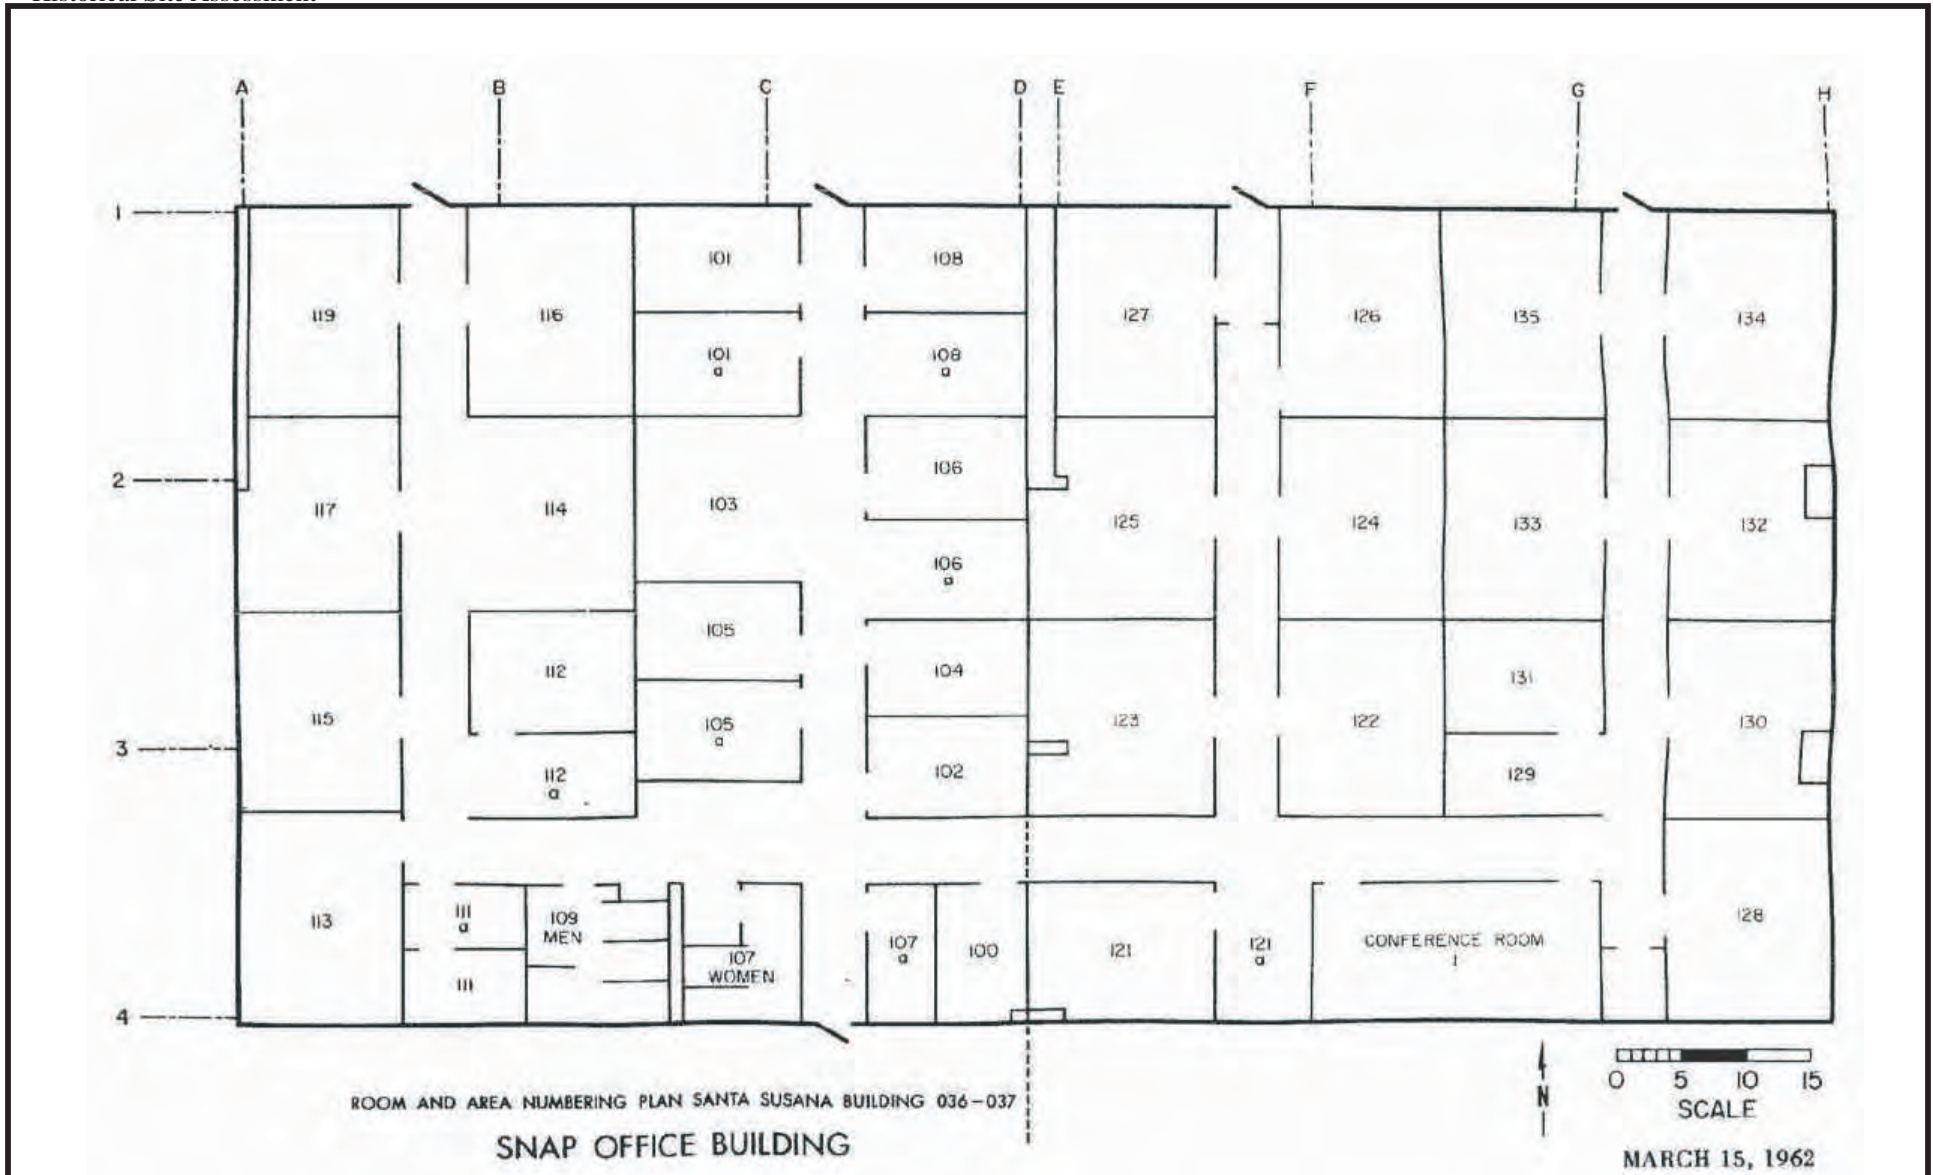 Historical Site Assessment
A B C D E F G H
1
101 108
119 116 127 126 135 134
101 108
a a
106
2
117 114 103 125 124 133 132
106
a
105
112 104 131
115 105 123 122 130
a
3
112 102 129
a
111 109 128
a MEN
107 100 121 121 CONFERENCE ROOM
a a 1
113
107
111 WOMEN
4
0 5 10 15
N
SCALE
ROOM AND AREA NUMBERING PLAN SANTA SUSANA BUILDING 036-037
SNAP OFFICE BUILDING
MARCH 15, 1962